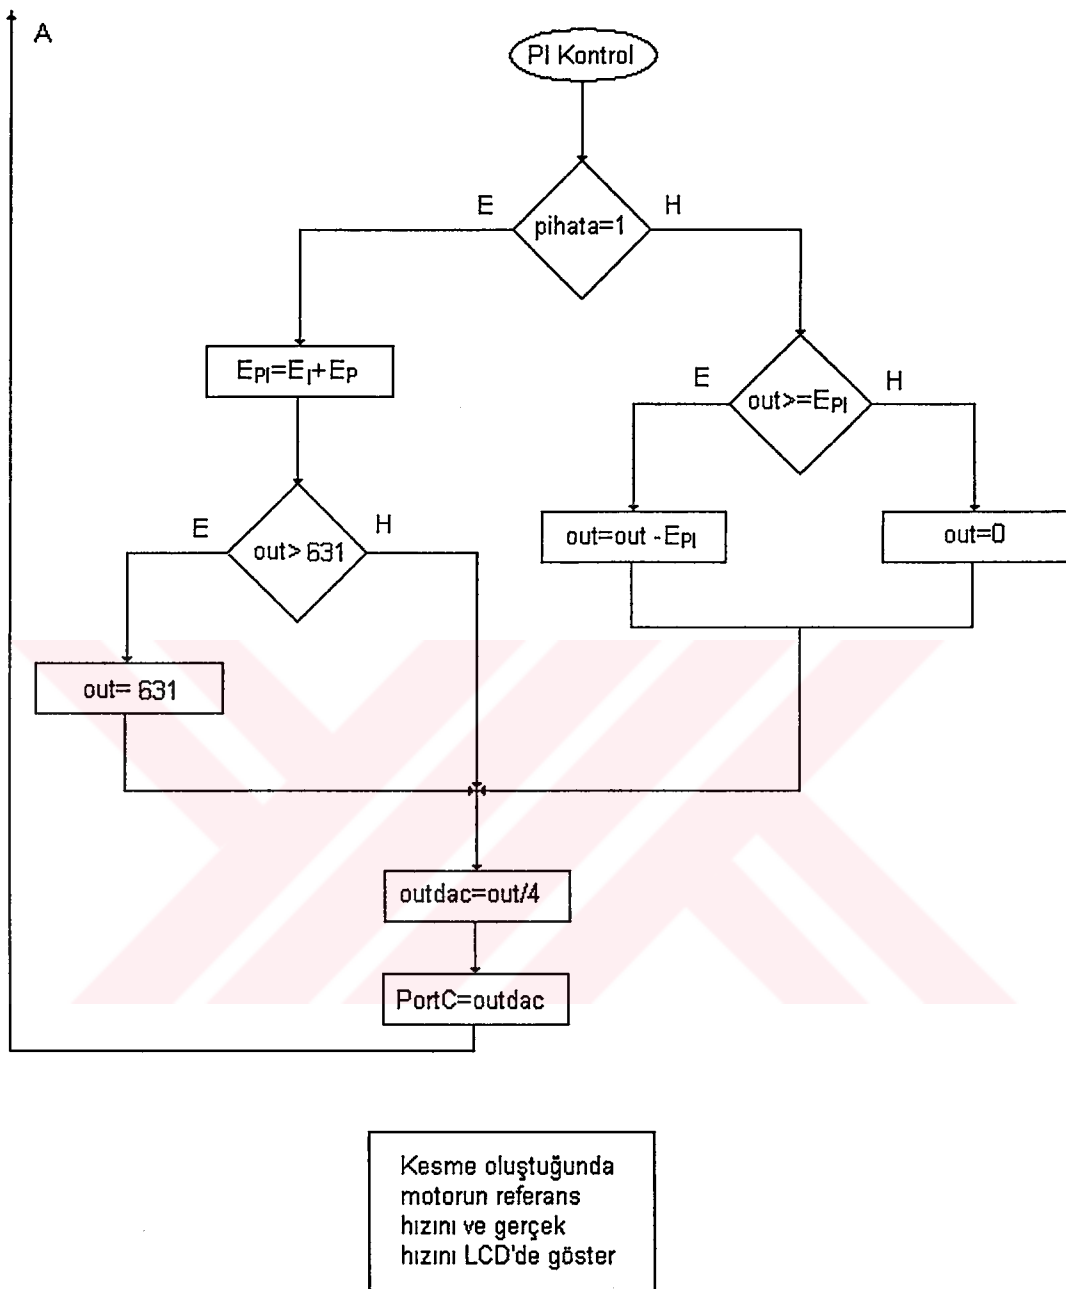 A
PI Kontrol
E
H
pihata=1
EPI=EI+EP
E
H
out>=EPI
E
H
out> 631
out=out -EPI
out=0
out= 631
outdac=out/4
PortC=outdac
Kesme oluştuğunda
motorun referans
hızını ve gerçek
hızını LCD'de göster